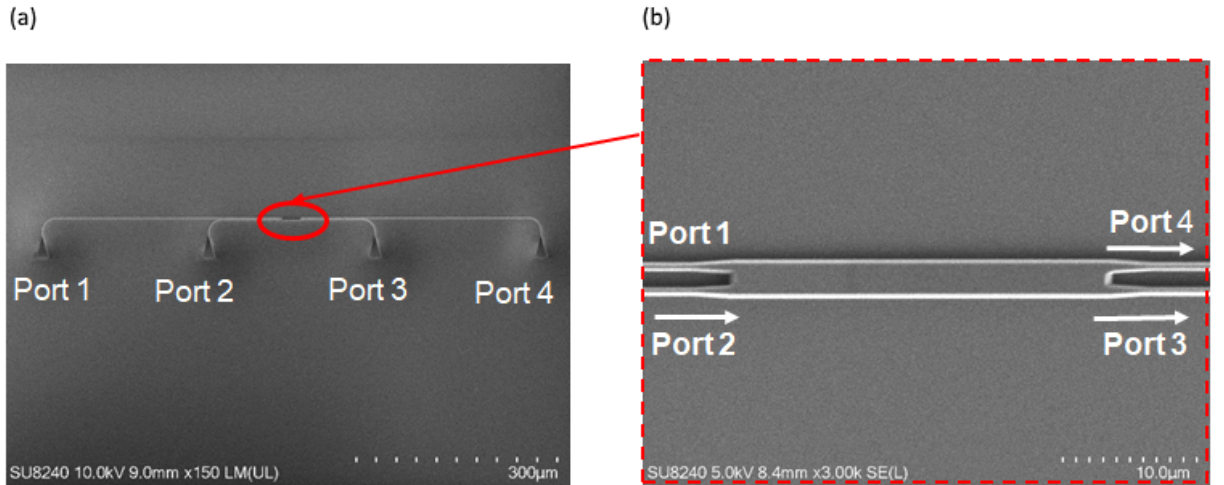 (a)
(b)
Port 1 Port 2 Port 3 Port 4
SU8240 10.0kV 9.0mm x150 LM(UL) 300µm
Port 1 Port 4
Port 2 Port 3
SU8240 5.0kV 8.4mm x3.00k SE(L) 10.0µm